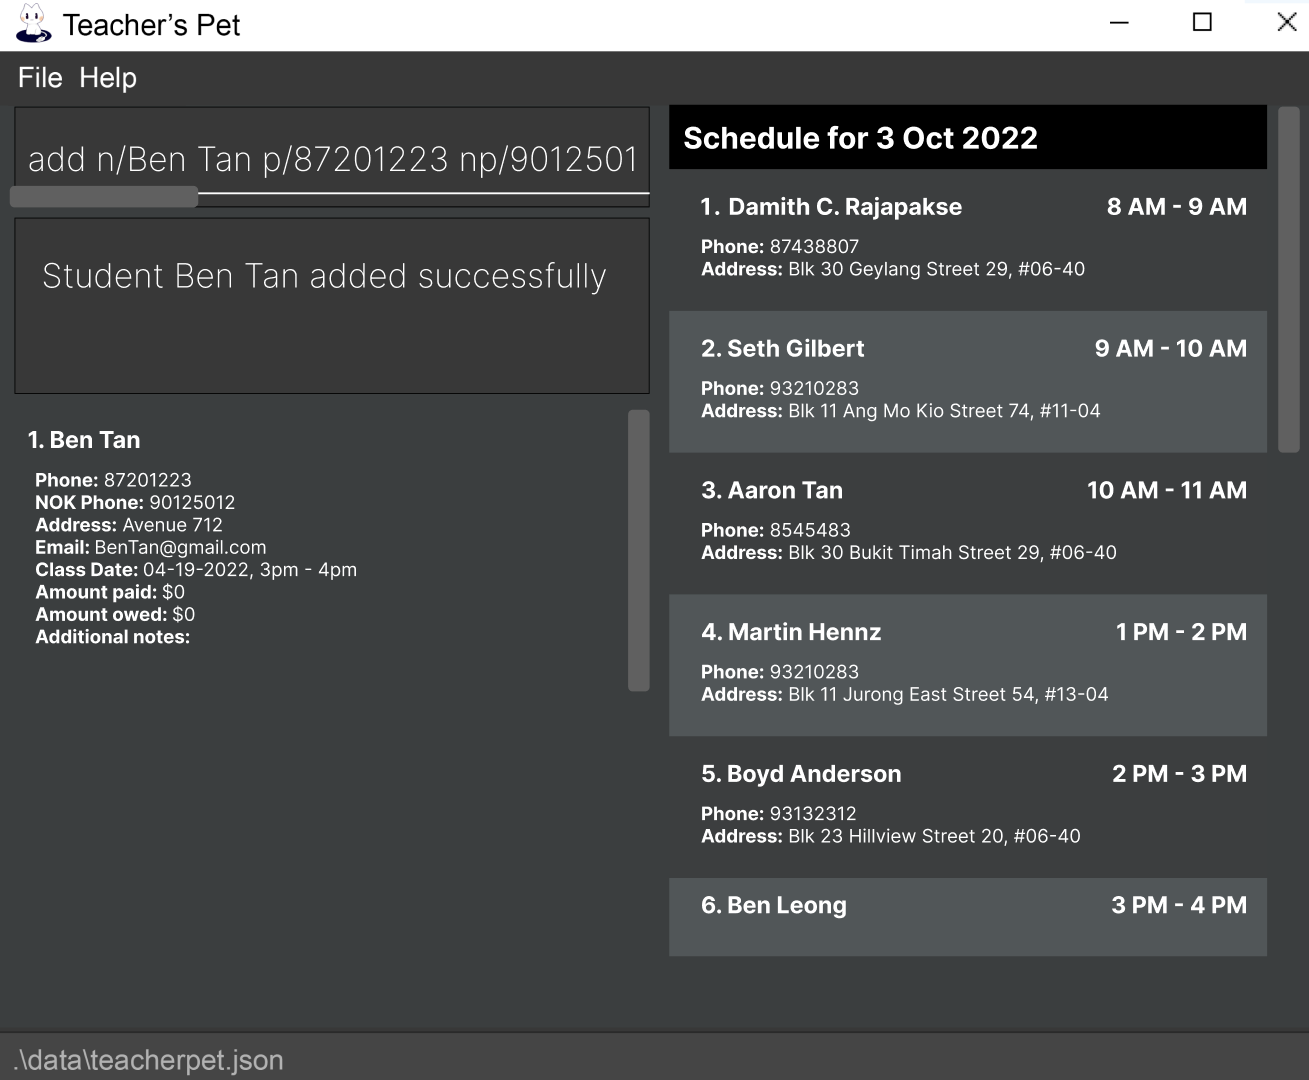 Teacher's Pet
File Help
add n/Ben Tan p/87201223 np/9012501
Student Ben Tan added successfully
1. Ben Tan
Phone: 87201223
NOK Phone: 90125012
Address: Avenue 712
Email: BenTan@gmail.com
Class Date: 04-19-2022, 3pm - 4pm
Amount paid: $0
Amount owed: $0
Additional notes:
Schedule for 3 Oct 2022
1. Damith C. Rajapakse 8 AM - 9 AM
Phone: 87438807
Address: Blk 30 Geylang Street 29, #06-40
2. Seth Gilbert 9 AM - 10 AM
Phone: 93210283
Address: Blk 11 Ang Mo Kio Street 74, #11-04
3. Aaron Tan 10 AM - 11 AM
Phone: 8545483
Address: Blk 30 Bukit Timah Street 29, #06-40
4. Martin Hennz 1 PM - 2 PM
Phone: 93210283
Address: Blk 11 Jurong East Street 54, #13-04
5. Boyd Anderson 2 PM - 3 PM
Phone: 93132312
Address: Blk 23 Hillview Street 20, #06-40
6. Ben Leong 3 PM - 4 PM
.\data\teacherpet.json